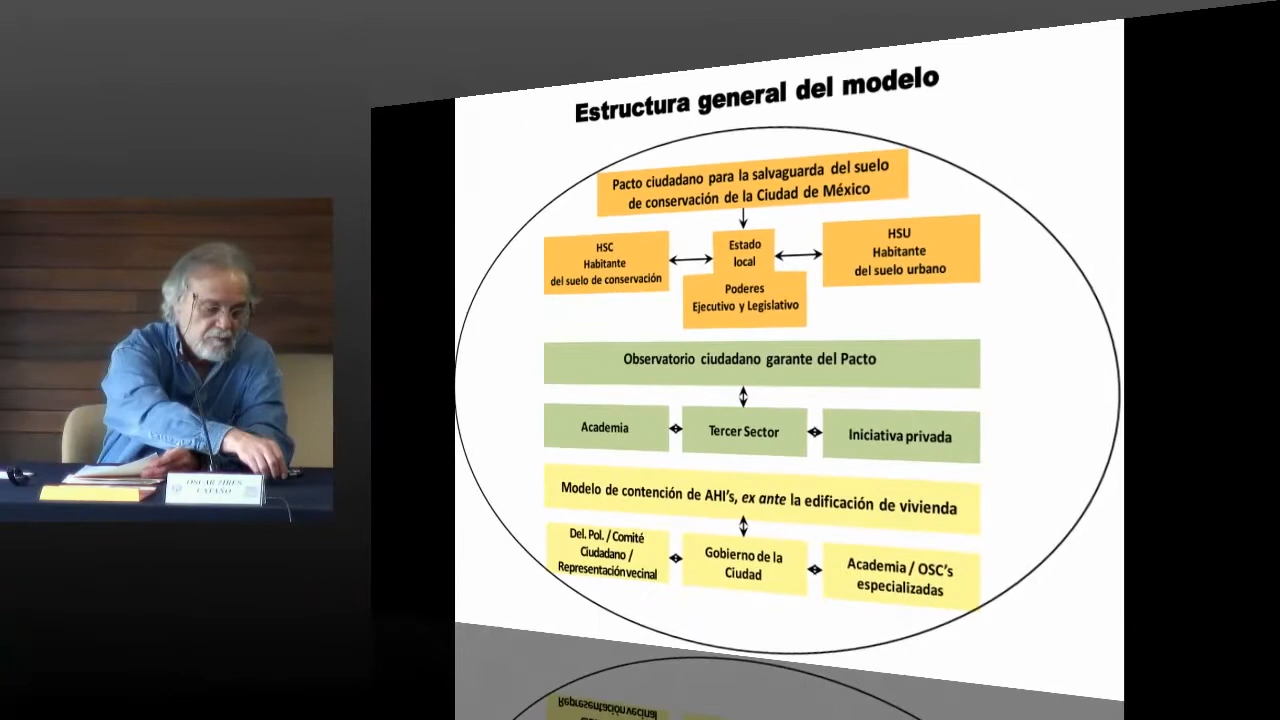 Estructura general del modelo
Pacto ciudadano para la salvaguarda del suelo
de conservación de la Ciudad de México
HSC
Habitante
del suelo de conservación
Estado
local
HSU
Habitante
del suelo urbano
Poderes
Ejecutivo y Legislativo
Observatorio ciudadano garante del Pacto
Academia
Tercer Sector
Iniciativa privada
Modelo de contención de AHI's, ex ante la edificación de vivienda
Del. Pol. / Comité
Ciudadano /
Representación vecinal
Gobierno de la
Ciudad
Academia / OSC's
especializadas
OSCAR